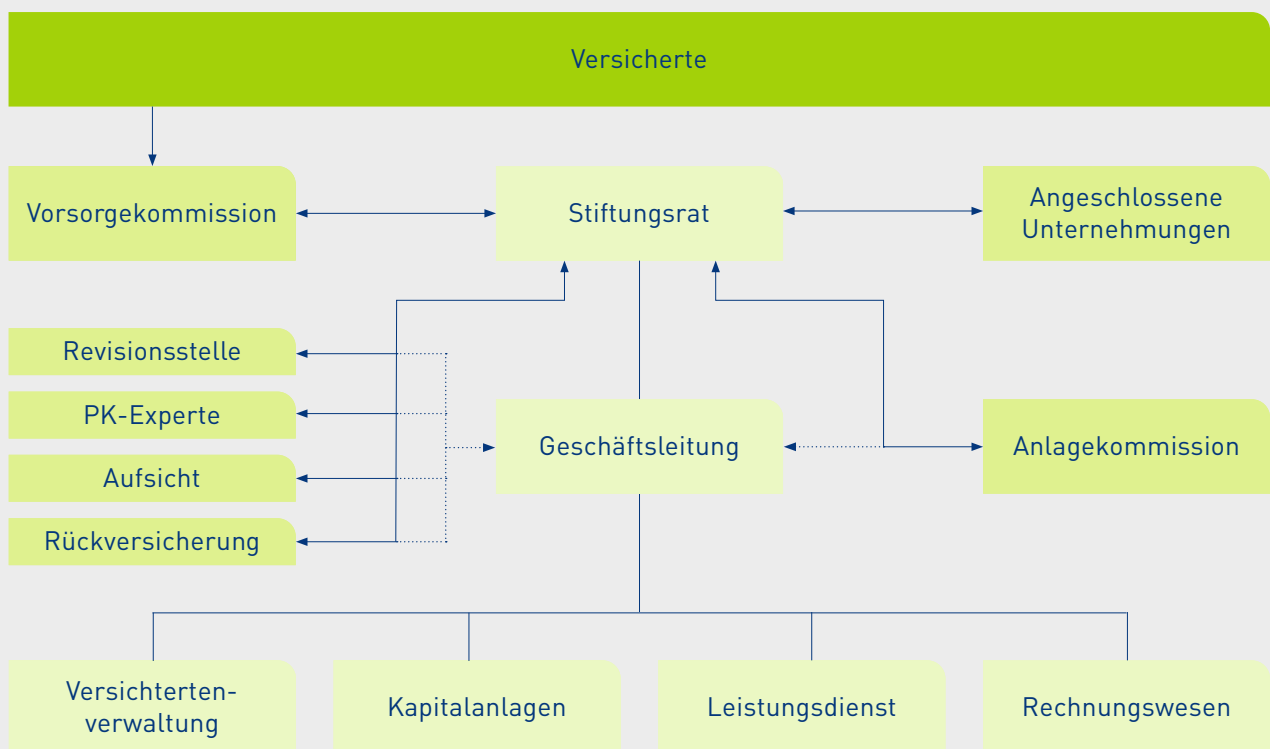 Versicherte
Vorsorgekommission
Stiftungsrat
Angeschlossene
Unternehmungen
Revisionsstelle
PK-Experte
Aufsicht
Rückversicherung
Geschäftsleitung
Anlagekommission
Versichterten-
verwaltung
Kapitalanlagen
Leistungsdienst
Rechnungswesen